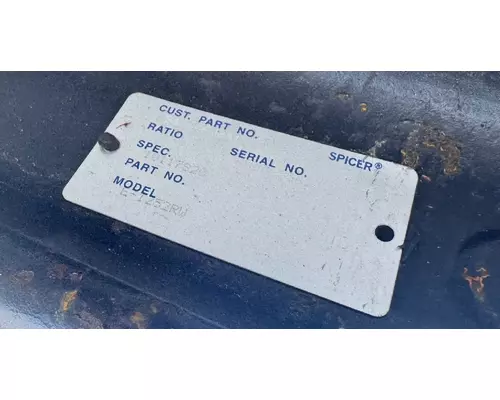 CUST. PART NO.
RATIO SERIAL NO. SPICER®
SPEC.
PART NO.
MODEL